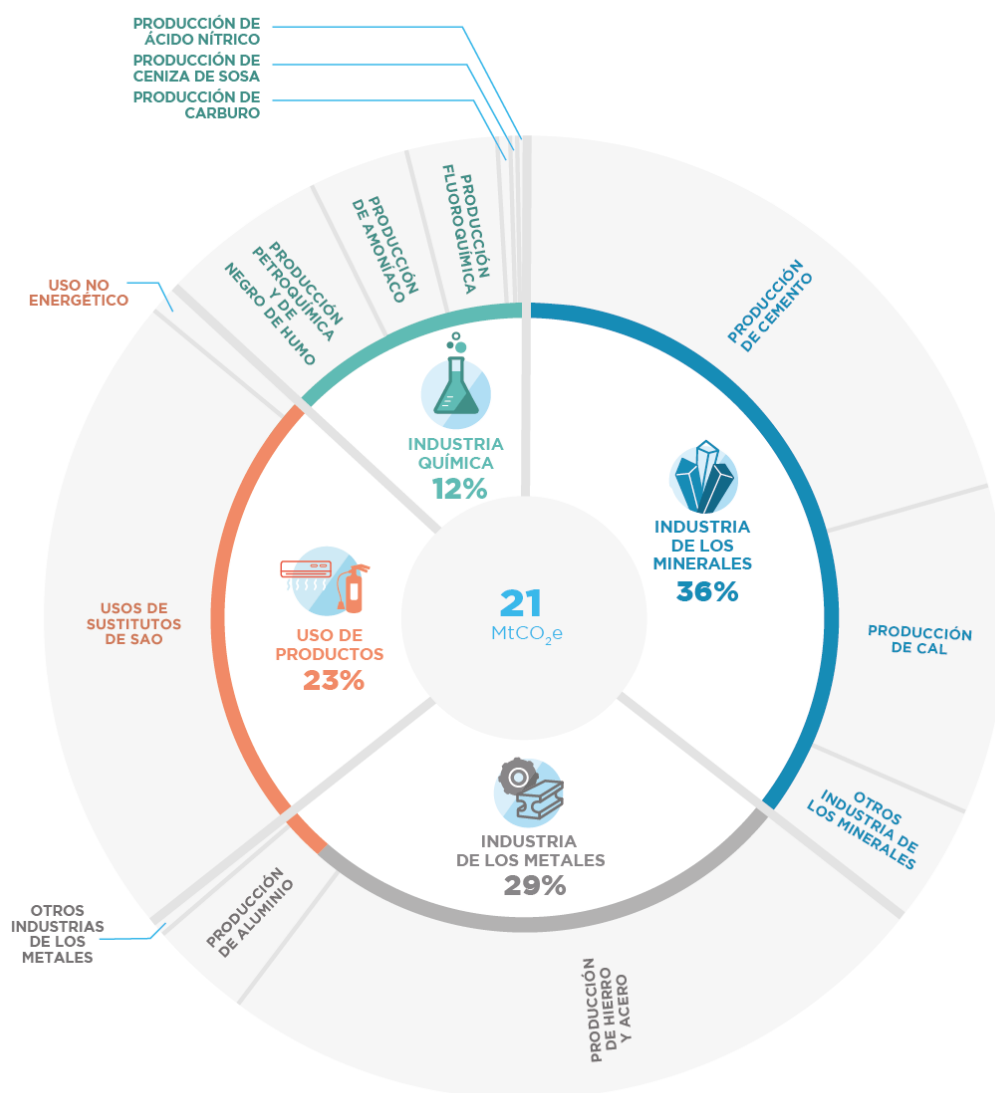 PRODUCCIÓN DE
ÁCIDO NÍTRICO
PRODUCCIÓN DE
CENIZA DE SOSA
PRODUCCIÓN DE
CARBURO
PRODUCCIÓN
FLUOROQUÍMICA
PRODUCCIÓN
DE AMONÍACO
PRODUCCIÓN
PETROQUÍMICA
Y DE
NEGRO DE HUMO
USO NO
ENERGÉTICO
PRODUCCIÓN
DE CEMENTO
INDUSTRIA
QUÍMICA
12%
INDUSTRIA
DE LOS
MINERALES
36%
USOS DE
SUSTITUTOS
DE SAO
USO DE
PRODUCTOS
23%
21
MtCO₂e
PRODUCCIÓN
DE CAL
OTROS
INDUSTRIA DE
LOS MINERALES
INDUSTRIA
DE LOS METALES
29%
PRODUCCIÓN
DE ALUMINIO
OTROS
INDUSTRIAS
DE LOS
METALES
PRODUCCIÓN
DE HIERRO
Y ACERO